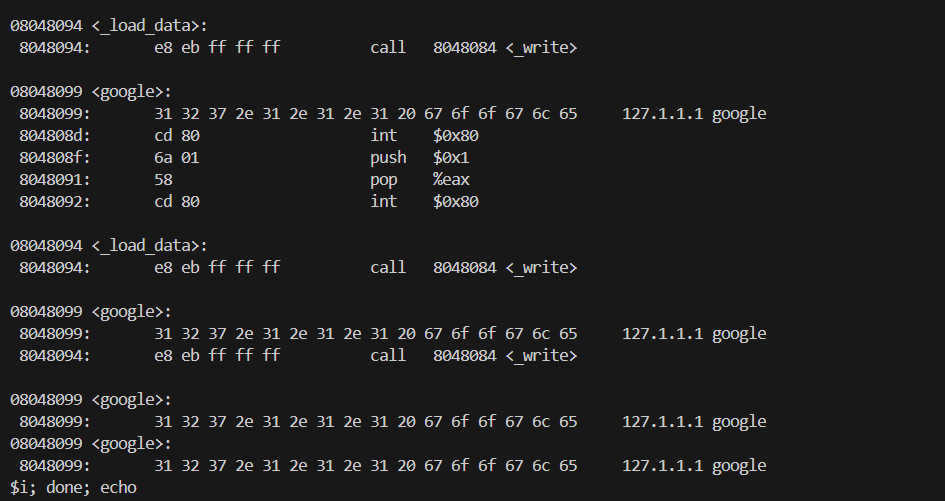 08048094 <_load_data>:
 8048094:       e8 eb ff ff ff          call   8048084 <_write>

08048099 <google>:
 8048099:       31 32 37 2e 31 2e 31 2e 31 20 67 6f 6f 67 6c 65     127.1.1.1 google
 804808d:       cd 80                   int    $0x80
 804808f:       6a 01                   push   $0x1
 8048091:       58                      pop    %eax
 8048092:       cd 80                   int    $0x80

08048094 <_load_data>:
 8048094:       e8 eb ff ff ff          call   8048084 <_write>

08048099 <google>:
 8048099:       31 32 37 2e 31 2e 31 2e 31 20 67 6f 6f 67 6c 65     127.1.1.1 google
 8048094:       e8 eb ff ff ff          call   8048084 <_write>

08048099 <google>:
 8048099:       31 32 37 2e 31 2e 31 2e 31 20 67 6f 6f 67 6c 65     127.1.1.1 google
08048099 <google>:
 8048099:       31 32 37 2e 31 2e 31 2e 31 20 67 6f 6f 67 6c 65     127.1.1.1 google
$i; done; echo